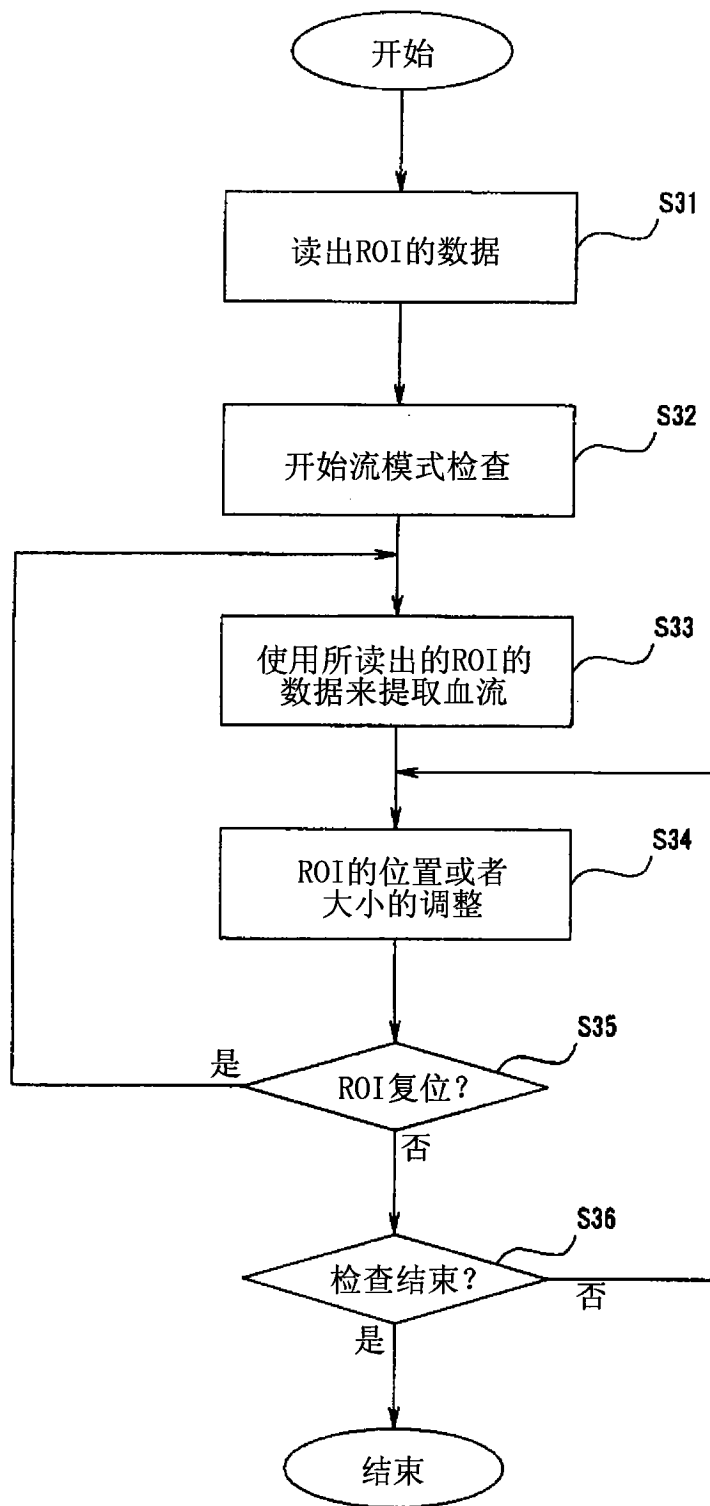 开始
S31
读出ROI的数据
S32
开始流模式检查
S33
使用所读出的ROI的
数据来提取血流
S34
ROI的位置或者
大小的调整
S35
是
ROI复位？
否
S36
检查结束？
否
是
结束